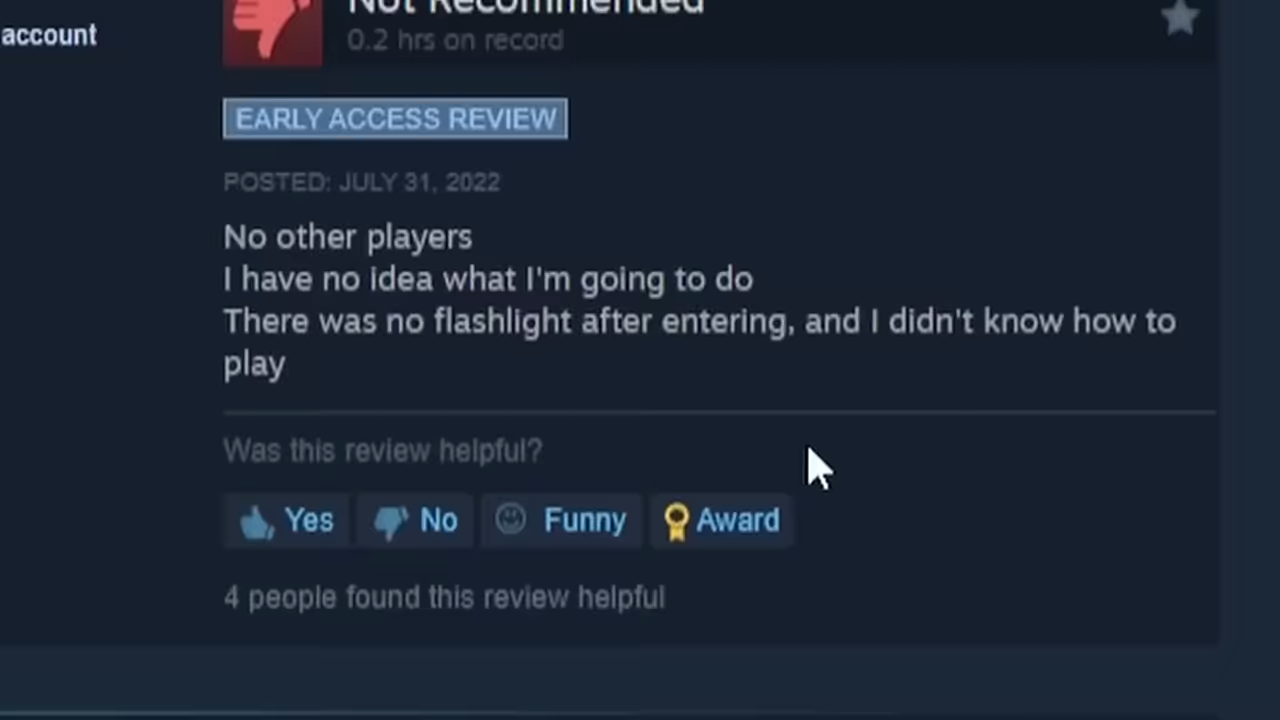 Not Recommended
account
0.2 hrs on record
EARLY ACCESS REVIEW
POSTED: JULY 31, 2022
No other players
I have no idea what I'm going to do
There was no flashlight after entering, and I didn't know how to
play
Was this review helpful?
Yes No Funny Award
4 people found this review helpful